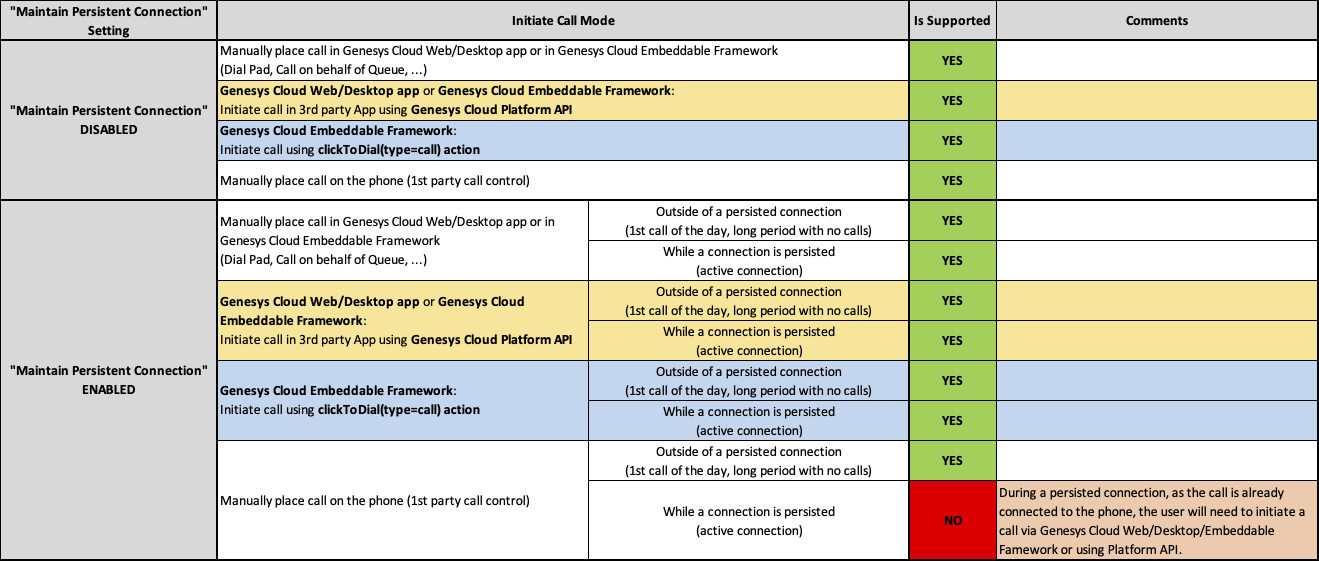 "Maintain Persistent Connection"
Setting
Initiate Call Mode
Is Supported
Comments
"Maintain Persistent Connection"
DISABLED
Manually place call in Genesys Cloud Web/Desktop app or in Genesys Cloud Embeddable Framework
(Dial Pad, Call on behalf of Queue, ...)
YES
Genesys Cloud Web/Desktop app or Genesys Cloud Embeddable Framework:
Initiate call in 3rd party App using Genesys Cloud Platform API
YES
Genesys Cloud Embeddable Framework:
Initiate call using clickToDial(type=call) action
YES
Manually place call on the phone (1st party call control)
YES
"Maintain Persistent Connection"
ENABLED
Manually place call in Genesys Cloud Web/Desktop app or in
Genesys Cloud Embeddable Framework
(Dial Pad, Call on behalf of Queue, ...)
Outside of a persisted connection
(1st call of the day, long period with no calls)
YES
While a connection is persisted
(active connection)
YES
Genesys Cloud Web/Desktop app or Genesys Cloud
Embeddable Framework:
Initiate call in 3rd party App using Genesys Cloud Platform API
Outside of a persisted connection
(1st call of the day, long period with no calls)
YES
While a connection is persisted
(active connection)
YES
Genesys Cloud Embeddable Framework:
Initiate call using clickToDial(type=call) action
Outside of a persisted connection
(1st call of the day, long period with no calls)
YES
While a connection is persisted
(active connection)
YES
Manually place call on the phone (1st party call control)
Outside of a persisted connection
(1st call of the day, long period with no calls)
YES
While a connection is persisted
(active connection)
NO
During a persisted connection, as the call is already
connected to the phone, the user will need to initiate a
call via Genesys Cloud Web/Desktop/Embeddable
Famework or using Platform API.